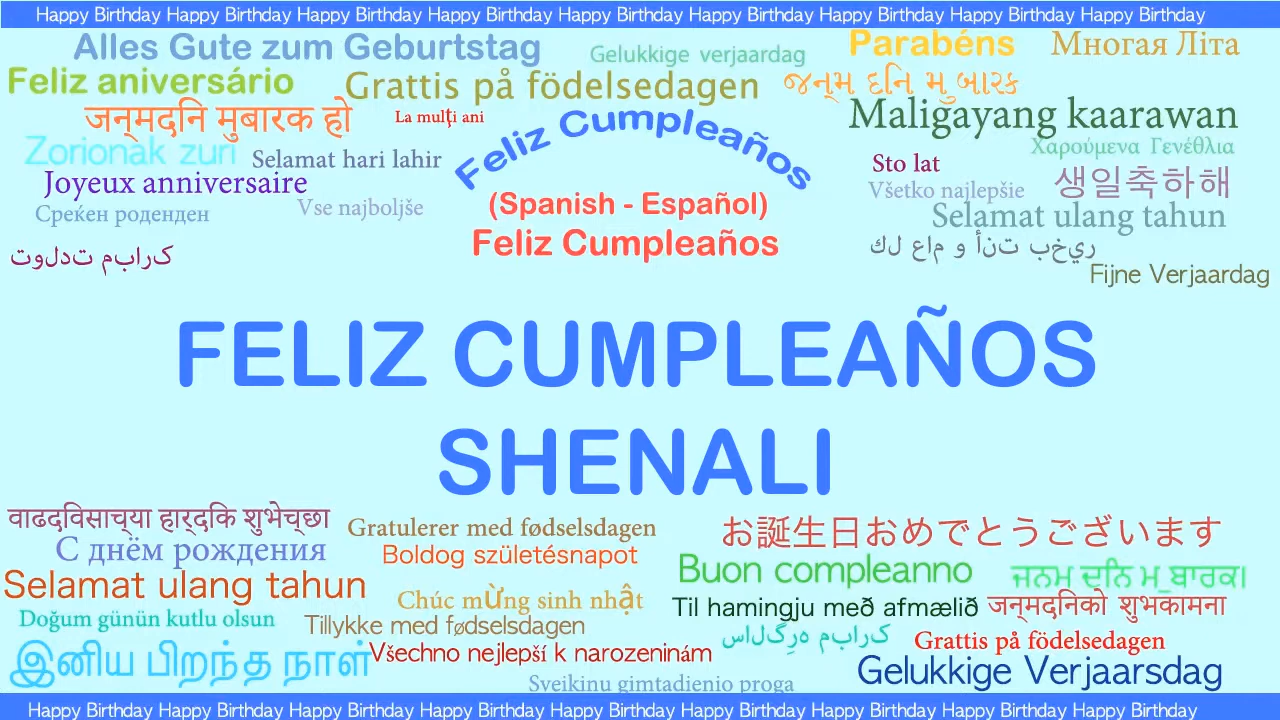 Happy Birthday Happy Birthday Happy Birthday Happy Birthday Happy Birthday Happy Birthday Happy Birthday Happy Birthday Happy Birthday
Alles Gute zum Geburtstag
Gelukkige verjaardag
Parabéns
Многая Літа
Feliz aniversário
Grattis på födelsedagen
જન્મ દનિ મુબારક
जन्मदनि मुबारक हो
La mulţi ani
Feliz Cumpleaños
Maligayang kaarawan
Zorionak zuri
Selamat hari lahir
Sto lat
Χαρούμενα Γενέθλια
Joyeux anniversaire
(Spanish - Español)
Všetko najlepšie
생일축하해
Среќен роденден
Vse najboljše
Feliz Cumpleaños
Selamat ulang tahun
تولدت مبارک
كل عام و أنت بخير
Fijne Verjaardag
FELIZ CUMPLEAÑOS
SHENALI
वाढदविसाच्या हार्दकि शुभेच्छा
Gratulerer med fødselsdagen
お誕生日おめでとうございます
С днём рождения
Boldog születésnapot
Buon compleanno
ਜਨਮ ਦਨਿ ਮੁਬਾਰਕ।
Selamat ulang tahun
Chúc mừng sinh nhật
Til hamingju með afmælið
जन्मदनिको शुभकामना
Doğum günün kutlu olsun
Tillykke med fødselsdagen
سالگرہ مبارک
Grattis på födelsedagen
இனிய பிறந்த நாள்
Všechno nejlepší k narozeninám
Gelukkige Verjaarsdag
Sveikinu gimtadienio proga
Happy Birthday Happy Birthday Happy Birthday Happy Birthday Happy Birthday Happy Birthday Happy Birthday Happy Birthday Happy Birthday